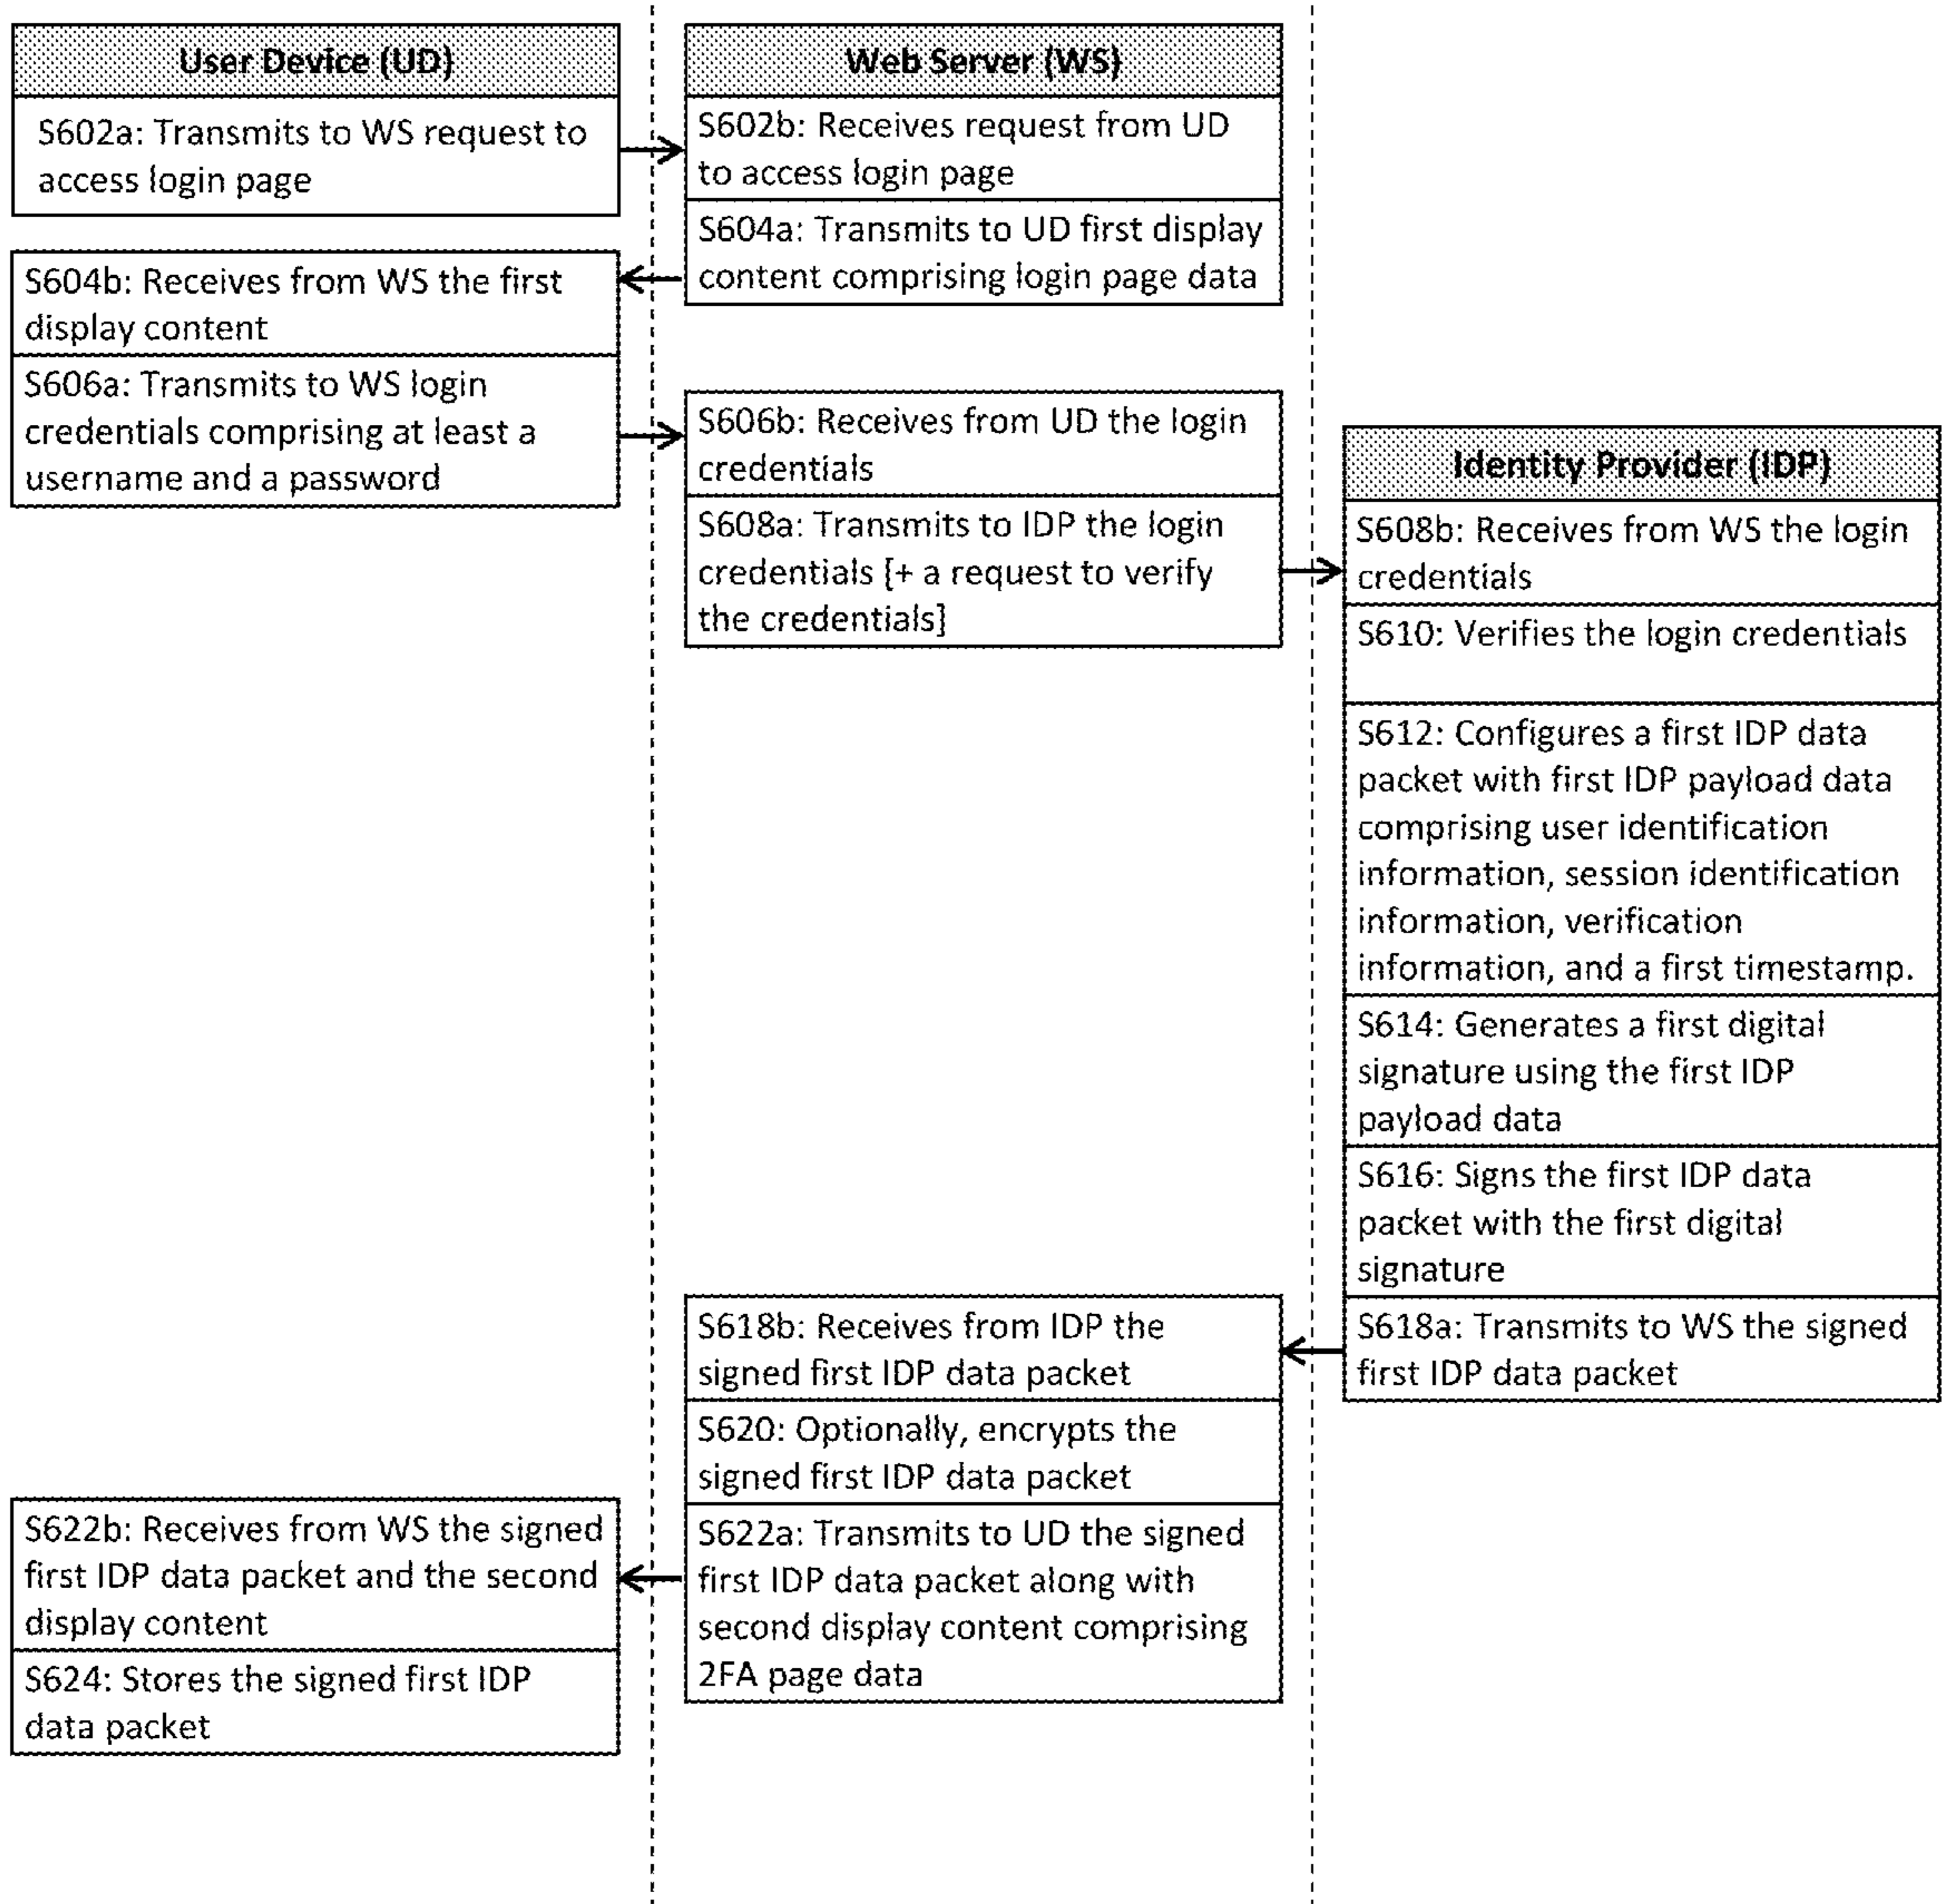 User Device (UD)
S602a: Transmits to WS request to
access login page
S604b: Receives from WS the first
display content
S606a: Transmits to WS login
credentials comprising at least a
username and a password
S622b: Receives from WS the signed
first IDP data packet and the second
display content
S624: Stores the signed first IDP
data packet
Web Server (WS)
S602b: Receives request from UD
to access login page
S604a: Transmits to UD first display
content comprising login page data
S606b: Receives from UD the login
credentials
S608a: Transmits to IDP the login
credentials [+ a request to verify
the credentials]
S618b: Receives from IDP the
signed first IDP data packet
S620: Optionally, encrypts the
signed first IDP data packet
S622a: Transmits to UD the signed
first IDP data packet along with
second display content comprising
2FA page data
Identity Provider (IDP)
S608b: Receives from WS the login
credentials
S610: Verifies the login credentials
S612: Configures a first IDP data
packet with first IDP payload data
comprising user identification
information, session identification
information, verification
information, and a first timestamp.
S614: Generates a first digital
signature using the first IDP
payload data
S616: Signs the first IDP data
packet with the first digital
signature
S618a: Transmits to WS the signed
first IDP data packet